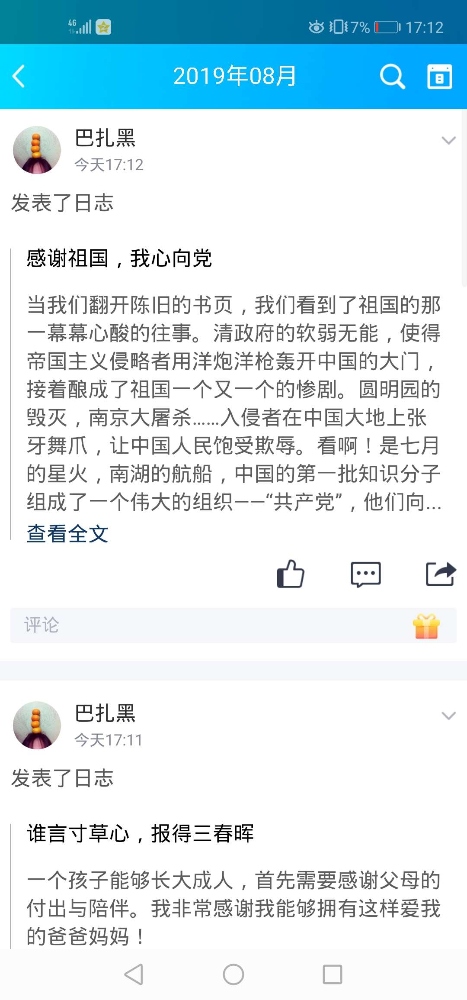 4G 7% 17:12
2019年08月
巴扎黑
今天17:12
发表了日志
感谢祖国，我心向党
当我们翻开陈旧的书页，我们看到了祖国的那
一幕幕心酸的往事。清政府的软弱无能，使得
帝国主义侵略者用洋炮洋枪轰开中国的大门，
接着酿成了祖国一个又一个的惨剧。圆明园的
毁灭，南京大屠杀……入侵者在中国大地上张
牙舞爪，让中国人民饱受欺辱。看啊！是七月
的星火，南湖的航船，中国的第一批知识分子
组成了一个伟大的组织——“共产党”，他们向...
查看全文
评论
巴扎黑
今天17:11
发表了日志
谁言寸草心，报得三春晖
一个孩子能够长大成人，首先需要感谢父母的
付出与陪伴。我非常感谢我能够拥有这样爱我
的爸爸妈妈！